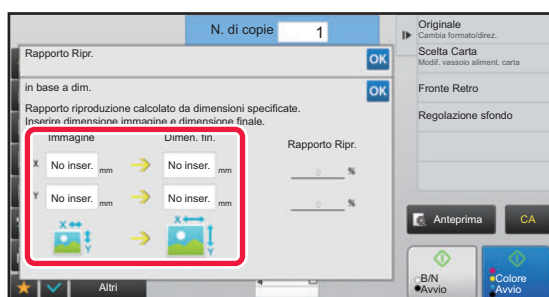 N. di copie 1
Rapporto Ripr.
OK
in base a dim.
OK
Rapporto riproduzione calcolato da dimensioni specificate.
Inserire dimensione immagine e dimensione finale.
Immagine
Dimen. fin.
Rapporto Ripr.
X No inser. mm No inser. mm 0 %
Y No inser. mm No inser. mm 0 %
X X
Y Y
Altri
Originale
Cambia formato/direz.
Scelta Carta
Modif. vassoio aliment. carta
Fronte Retro
Regolazione sfondo
Anteprima
CA
B/N
Avvio
Colore
Avvio